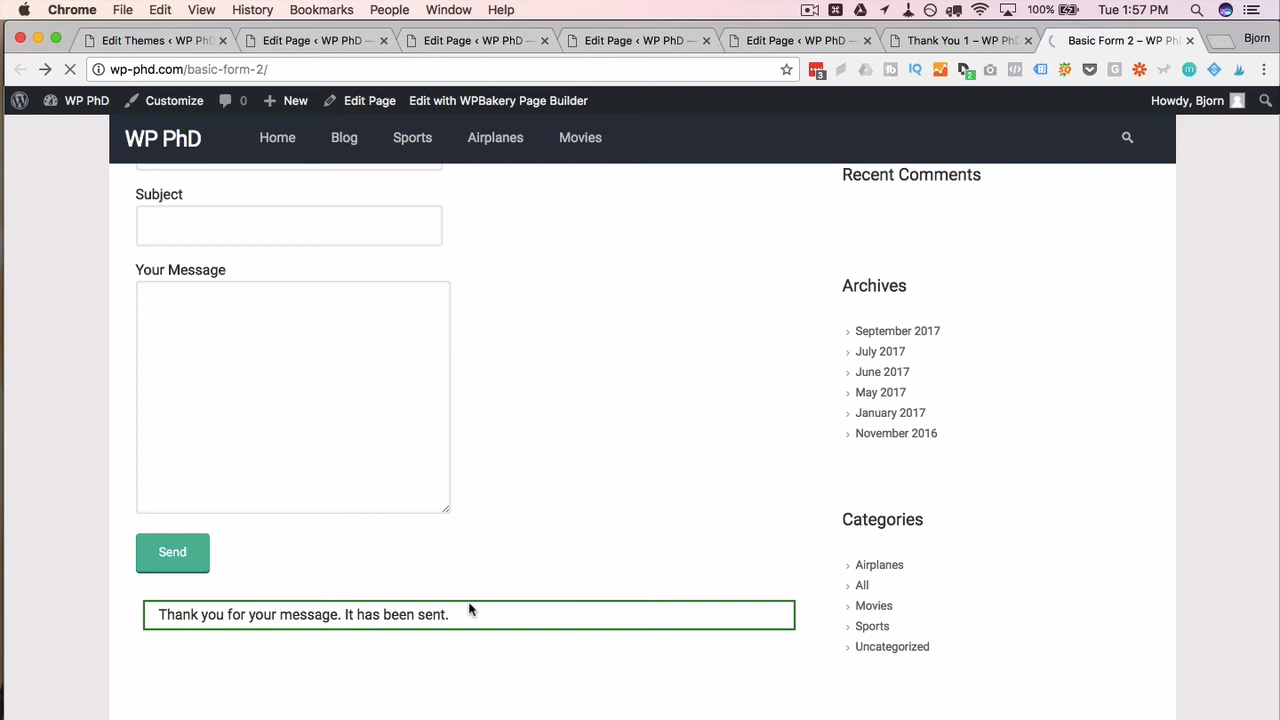 Chrome File Edit View History Bookmarks People Window Help 100% Tue 1:57 PM
Edit Themes ‹ WP PhD Edit Page ‹ WP PhD — Edit Page ‹ WP PhD — Edit Page ‹ WP PhD — Edit Page ‹ WP PhD — Thank You 1 – WP PhD Basic Form 2 – WP PhD Bjorn
wp-phd.com/basic-form-2/ 3 IQ 2 G
WP PhD Customize 0 New Edit Page Edit with WPBakery Page Builder Howdy, Bjorn
WP PhD Home Blog Sports Airplanes Movies
Subject
Your Message
Send
Thank you for your message. It has been sent.
Recent Comments
Archives
September 2017
July 2017
June 2017
May 2017
January 2017
November 2016
Categories
Airplanes
All
Movies
Sports
Uncategorized